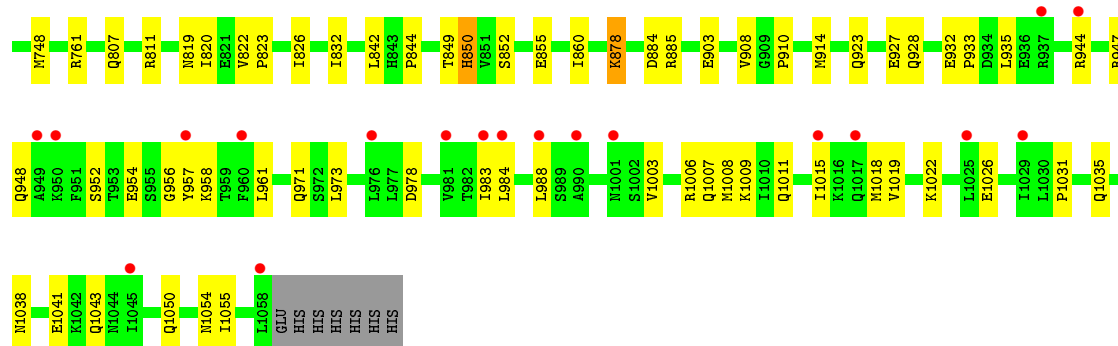 M748 R761 Q807 R811 N819 I820 E821 V822 P823 I826 I832 L842 H843 P844 T849 H850 V851 S852 E855 I860 K878 D884 R885 E903 V908 G909 P910 M914 Q923 E927 Q928 E932 P933 D934 L935 E936 R937 R944
Q948 A949 K950 F951 S952 T953 E954 S955 G956 Y957 K958 T959 F960 L961 Q971 S972 L973 L976 L977 D978 V981 T982 I983 L984 L988 S989 A990 N1001 S1002 V1003 R1006 Q1007 M1008 K1009 I1010 Q1011 I1015 K1016 Q1017 M1018 V1019 K1022 L1025 E1026 I1029 L1030 P1031 Q1035
N1038 E1041 K1042 Q1043 N1044 I1045 Q1050 N1054 I1055 L1058 GLU HIS HIS HIS HIS HIS HIS